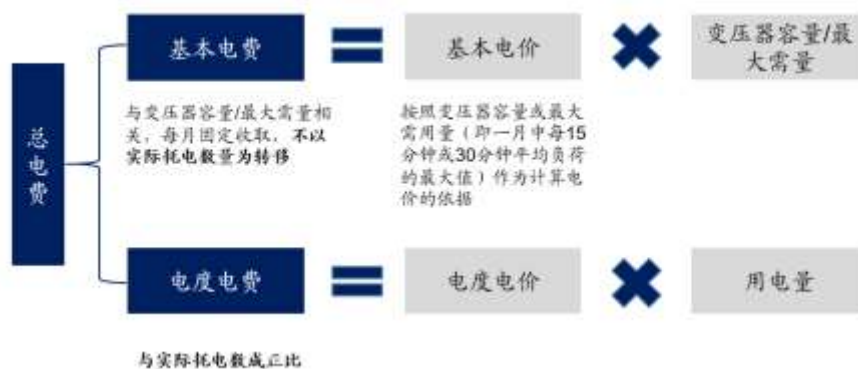 总电费
基本电费
基本电价
变压器容量/最
大需量
与变压器容量/最大需量相
关，每月固定收取，不以
实际耗电数量为转移
按照变压器容量或最大
需用量（即一月中每15
分钟或30分钟平均负荷
的最大值）作为计算电
价的依据
电度电费
电度电价
用电量
与实际耗电数成正比